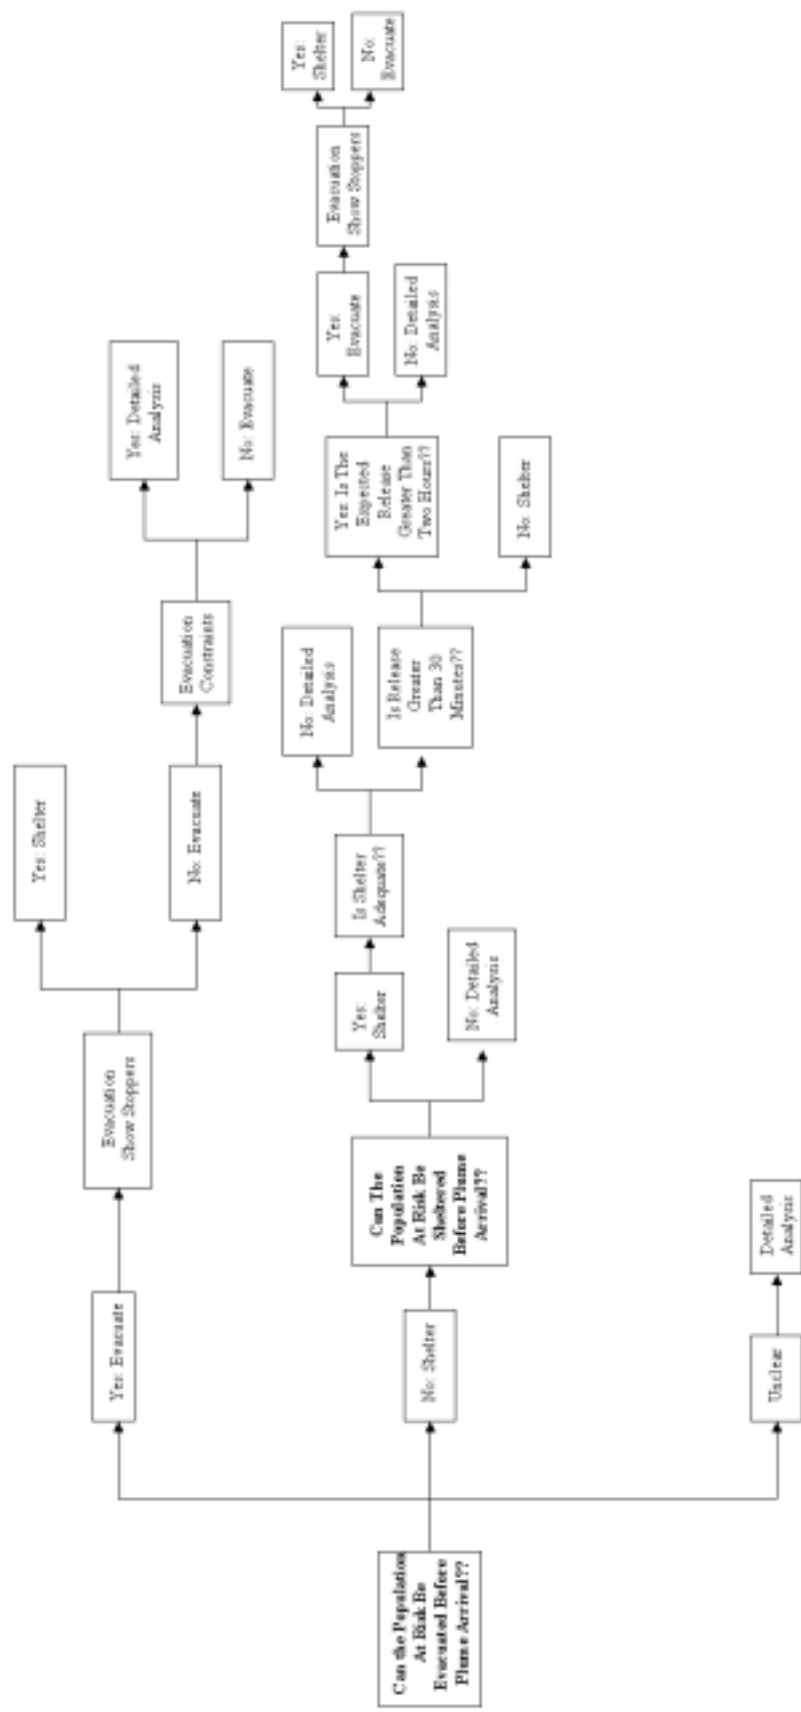 Can the Population
At Risk Be
Evacuated Before
Plume Arrival??
Yes: Evacuate
Evacuation
Show Stoppers
Yes: Shelter
No: Evacuate
Evacuation
Constraints
Yes: Detailed
Analysis
No: Evacuate
No: Shelter
Can The
Population
At Risk Be
Sheltered
Before Plume
Arrival??
Yes:
Shelter
No: Detailed
Analysis
Is Shelter
Adequate??
No: Detailed
Analysis
Is Release
Greater
Than 30
Minutes??
Yes: Is The
Expected
Release
Greater Than
Two Hours??
No: Shelter
Yes:
Evacuate
No: Detailed
Analysis
Evacuation
Show Stoppers
Yes:
Shelter
No:
Evacuate
Unclear
Detailed
Analysis